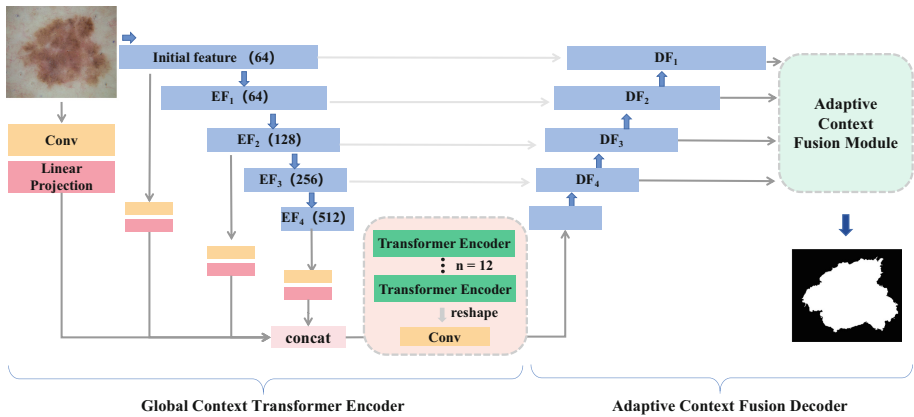 Initial feature (64)
EF1 (64)
EF2 (128)
EF3 (256)
EF4 (512)
Conv
Linear
Projection
concat
Transformer Encoder
n = 12
Transformer Encoder
reshape
Conv
DF1
DF2
DF3
DF4
Adaptive
Context
Fusion Module
Global Context Transformer Encoder
Adaptive Context Fusion Decoder